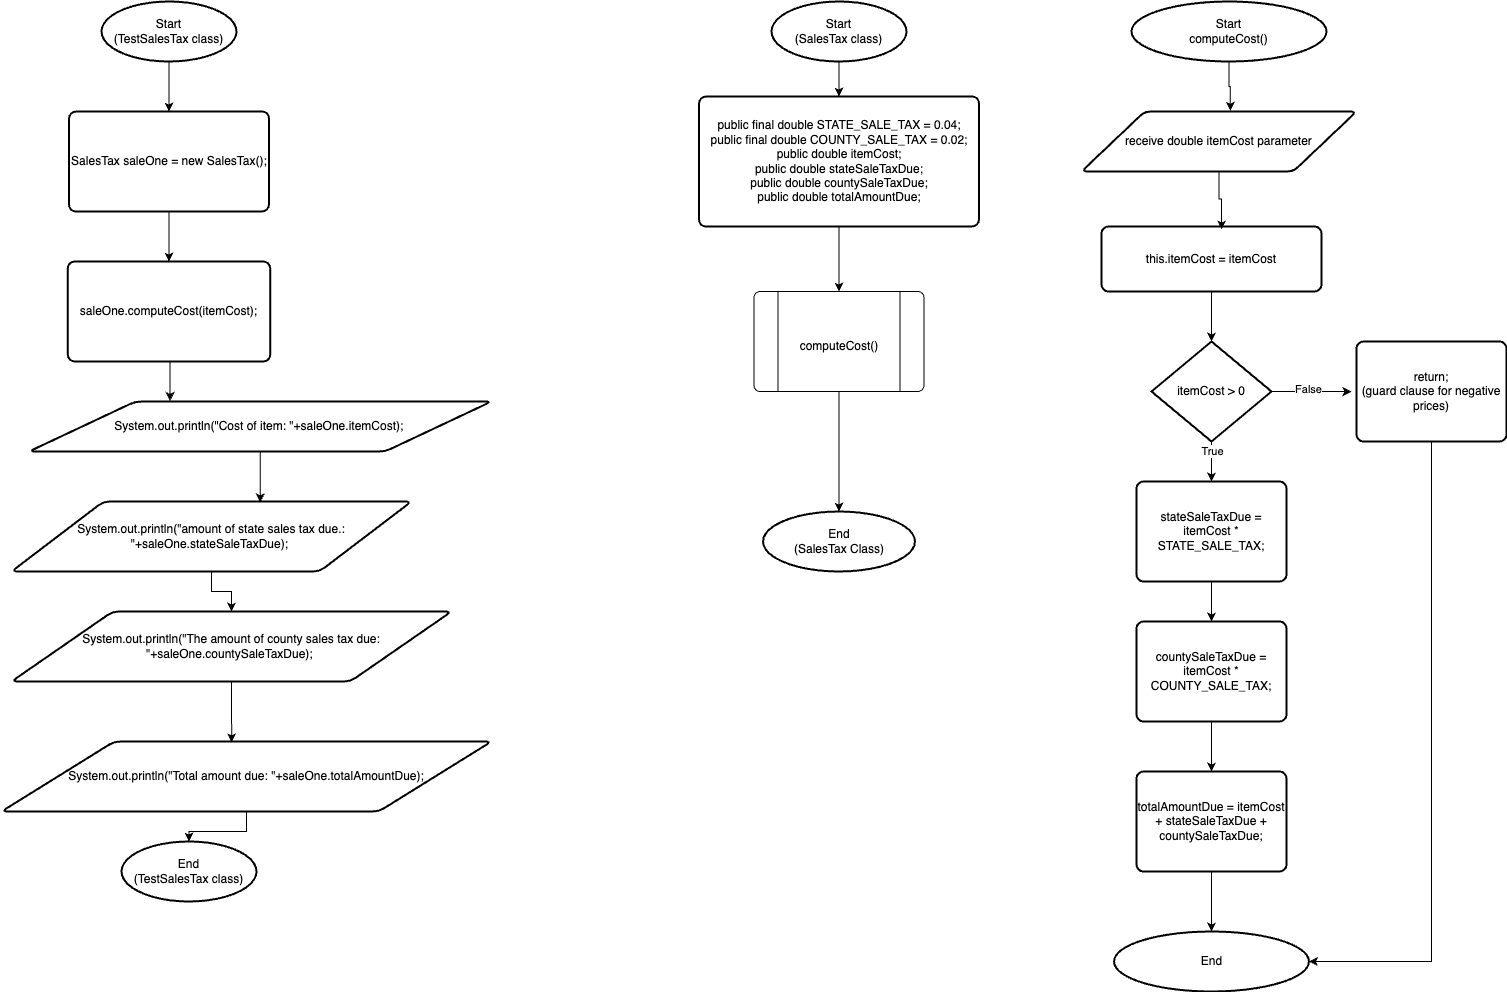 Start
(TestSalesTax class)
SalesTax saleOne = new SalesTax();
saleOne.computeCost(itemCost);
System.out.println("Cost of item: "+saleOne.itemCost);
System.out.println("amount of state sales tax due.:
"+saleOne.stateSaleTaxDue);
System.out.println("The amount of county sales tax due:
"+saleOne.countySaleTaxDue);
System.out.println("Total amount due: "+saleOne.totalAmountDue);
End
(TestSalesTax class)
Start
(SalesTax class)
public final double STATE_SALE_TAX = 0.04;
public final double COUNTY_SALE_TAX = 0.02;
public double itemCost;
public double stateSaleTaxDue;
public double countySaleTaxDue;
public double totalAmountDue;
computeCost()
End
(SalesTax Class)
Start
computeCost()
receive double itemCost parameter
this.itemCost = itemCost
itemCost > 0
False
return;
(guard clause for negative
prices)
True
stateSaleTaxDue =
itemCost *
STATE_SALE_TAX;
countySaleTaxDue =
itemCost *
COUNTY_SALE_TAX;
totalAmountDue = itemCost
+ stateSaleTaxDue +
countySaleTaxDue;
End